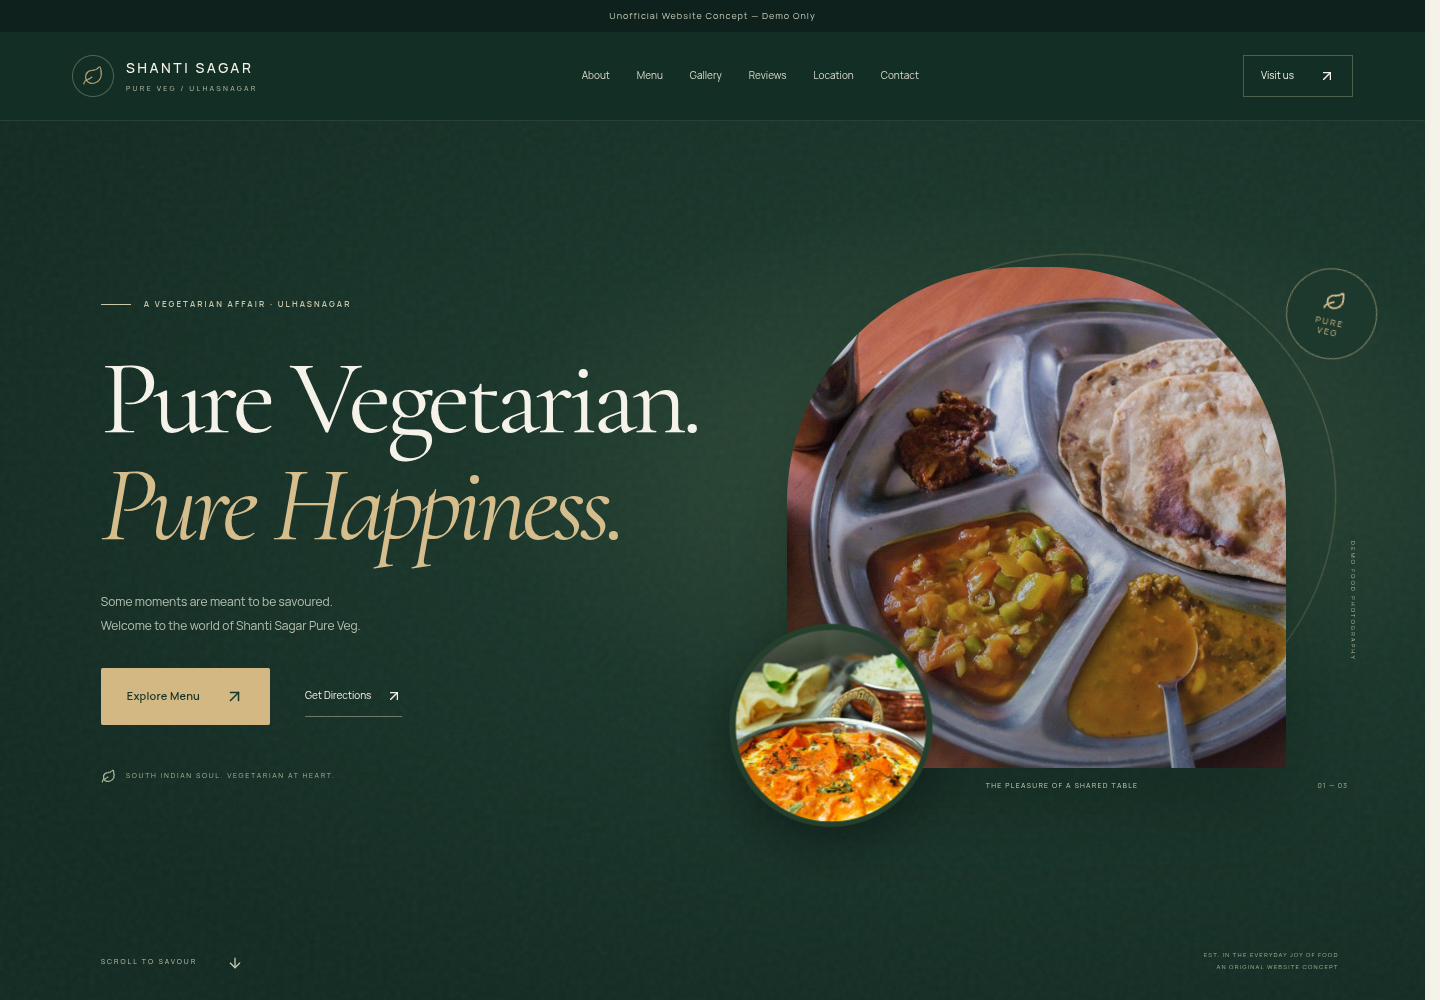 Unofficial Website Concept — Demo Only
SHANTI SAGAR
PURE VEG / ULHASNAGAR
About
Menu
Gallery
Reviews
Location
Contact
Visit us
A VEGETARIAN AFFAIR · ULHASNAGAR
Pure Vegetarian.
Pure Happiness.
Some moments are meant to be savoured.
Welcome to the world of Shanti Sagar Pure Veg.
Explore Menu
Get Directions
SOUTH INDIAN SOUL. VEGETARIAN AT HEART.
PURE
VEG
DEMO FOOD PHOTOGRAPHY
THE PLEASURE OF A SHARED TABLE
01 — 03
SCROLL TO SAVOUR
EST. IN THE EVERYDAY JOY OF FOOD
AN ORIGINAL WEBSITE CONCEPT